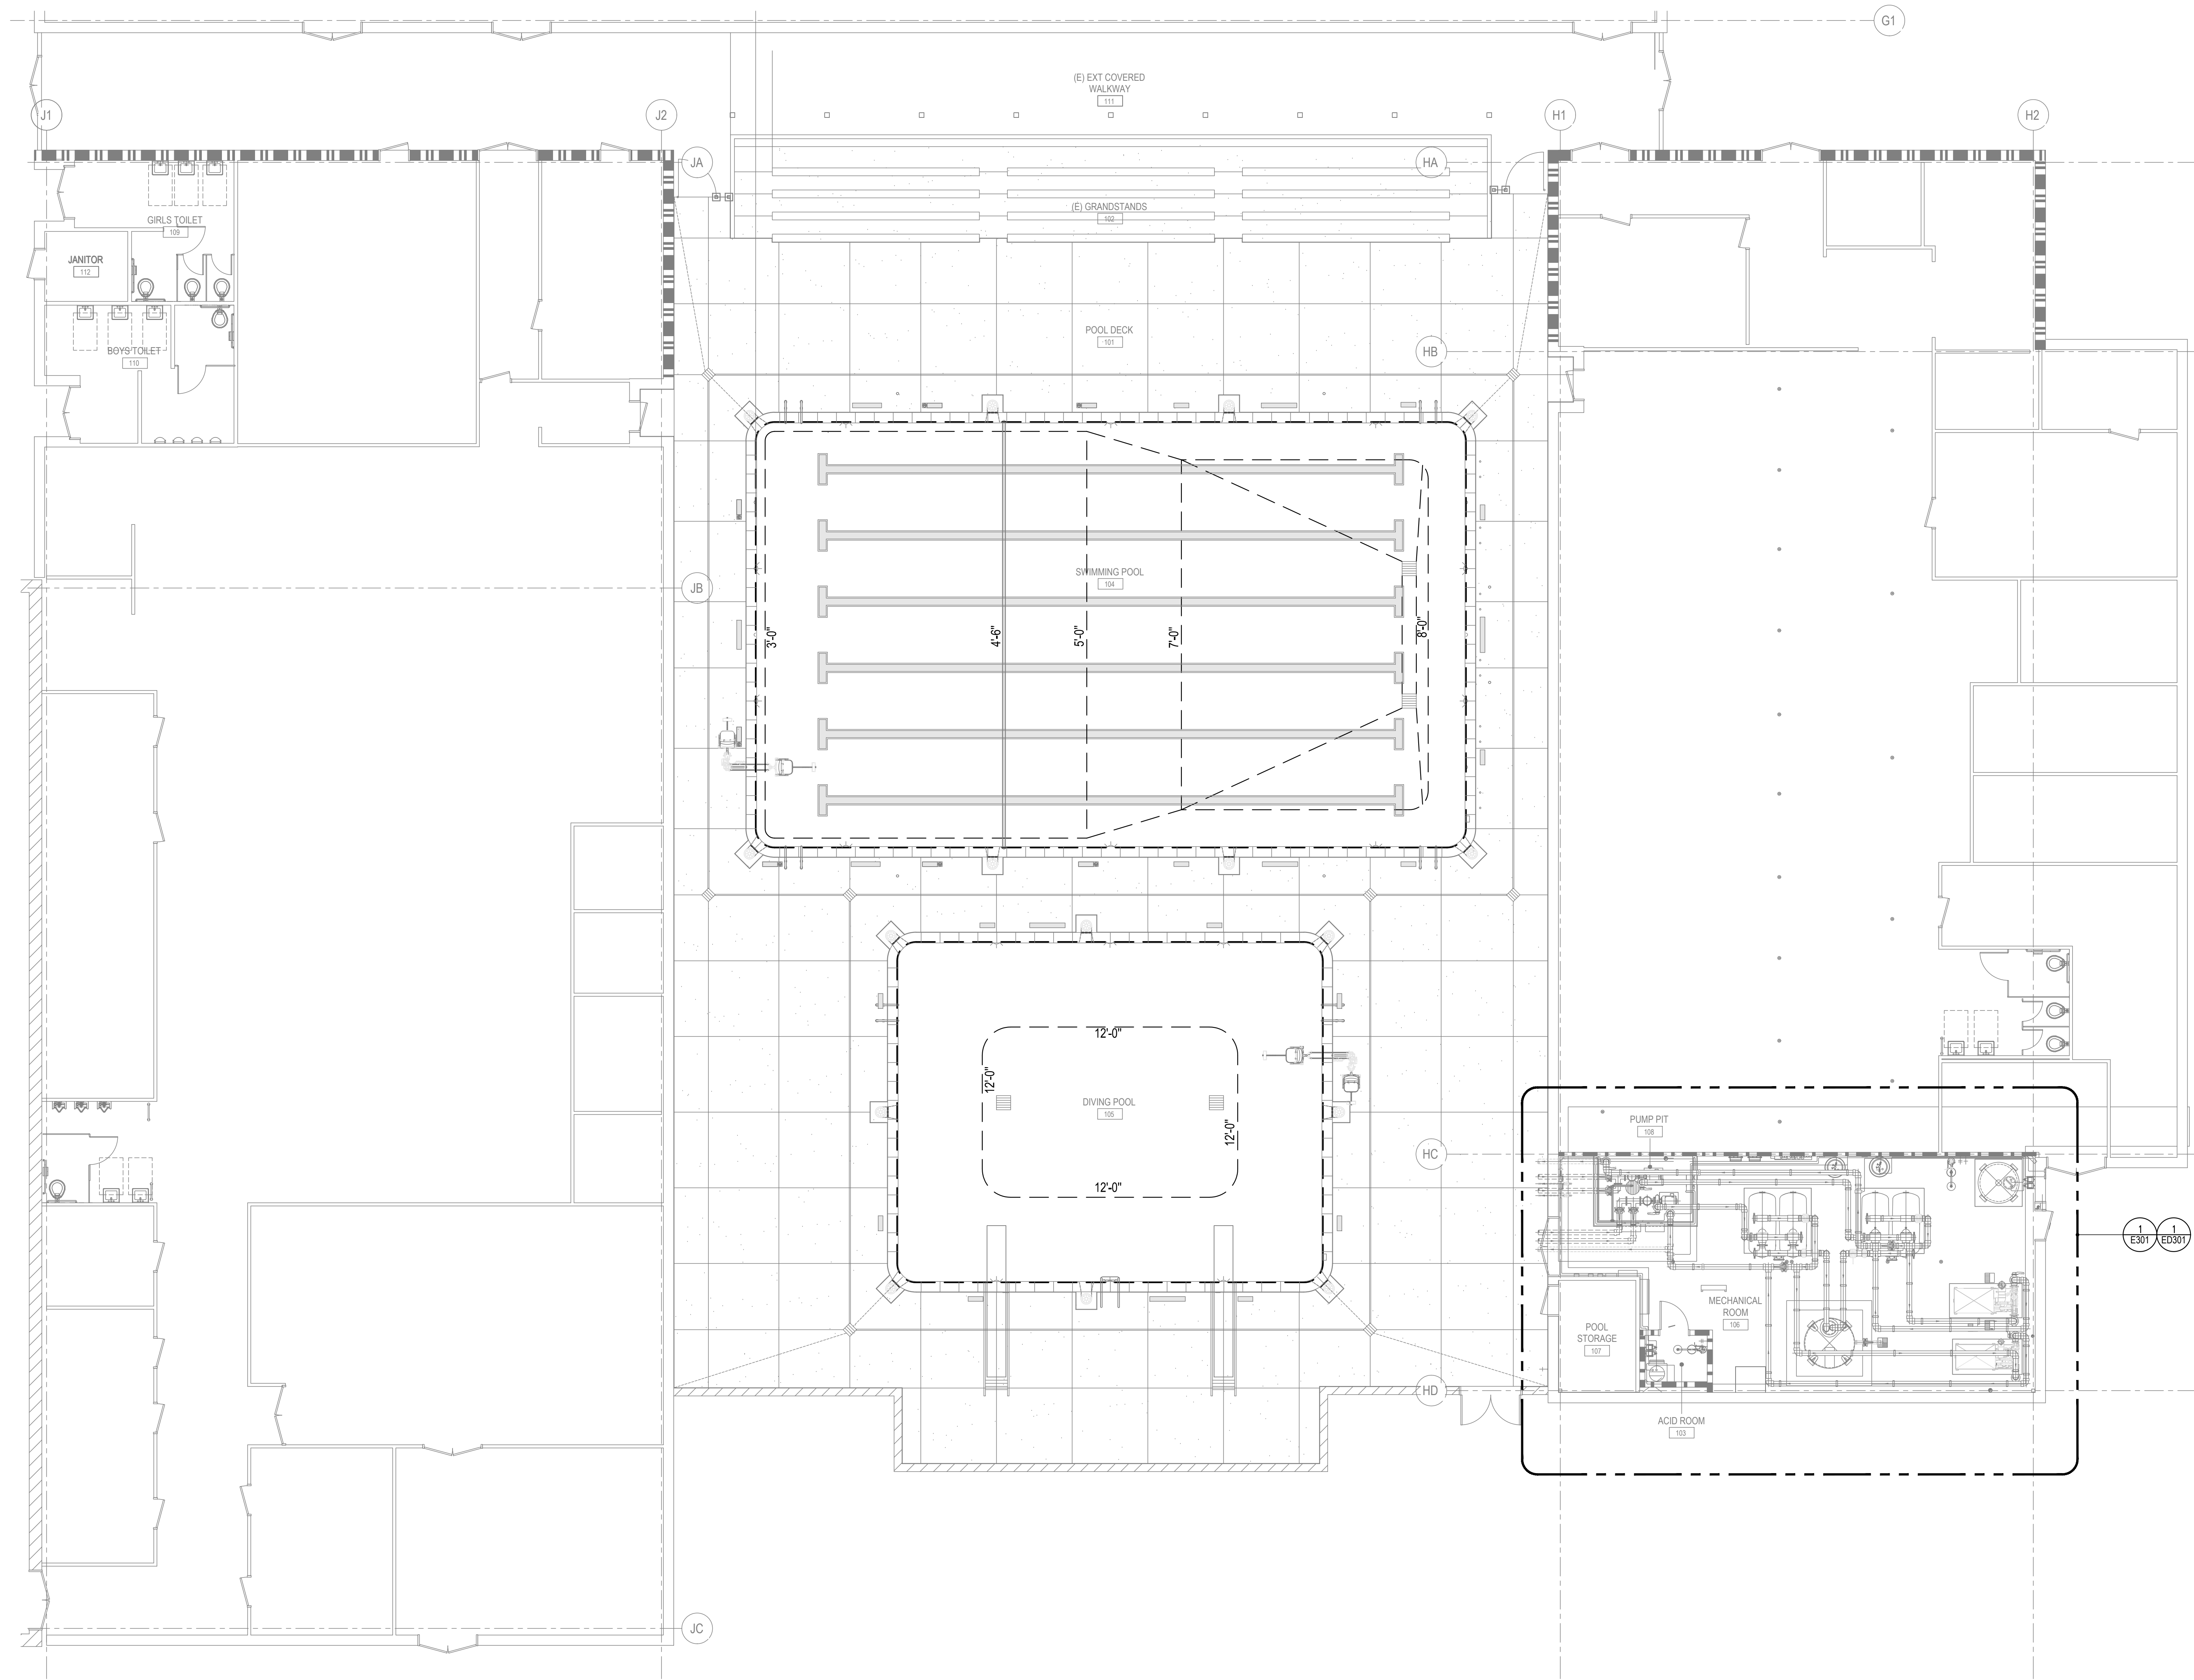 G1
(E) EXT COVERED
WALKWAY
111
J1
J2
H1
H2
JA
HA
(E) GRANDSTANDS
102
GIRLS TOILET
109
JANITOR
112
POOL DECK
101
BOYS TOILET
110
HB
SWIMMING POOL
104
JB
3'-0"
4'-6"
5'-0"
7'-0"
8'-0"
12'-0"
12'-0"
DIVING POOL
105
12'-0"
12'-0"
PUMP PIT
108
HC
1
E301
1
ED301
MECHANICAL
ROOM
106
POOL
STORAGE
107
HD
ACID ROOM
103
JC